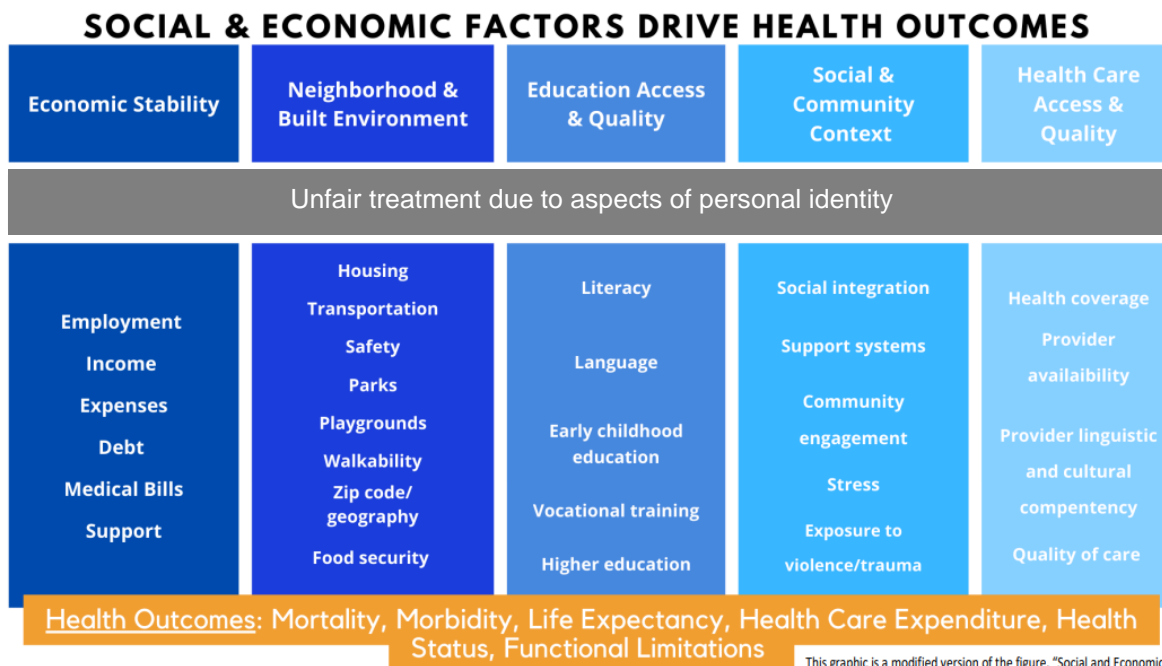 SOCIAL & ECONOMIC FACTORS DRIVE HEALTH OUTCOMES
Economic Stability
Neighborhood &
Built Environment
Education Access
& Quality
Social &
Community
Context
Health Care
Access &
Quality
Unfair treatment due to aspects of personal identity
Employment
Income
Expenses
Debt
Medical Bills
Support
Housing
Transportation
Safety
Parks
Playgrounds
Walkability
Zip code/
geography
Food security
Literacy
Language
Early childhood
education
Vocational training
Higher education
Social integration
Support systems
Community
engagement
Stress
Exposure to
violence/trauma
Health coverage
Provider
availaibility
Provider linguistic
and cultural
compentency
Quality of care
Health Outcomes: Mortality, Morbidity, Life Expectancy, Health Care Expenditure, Health
Status, Functional Limitations
This graphic is a modified version of the figure, "Social and Economic